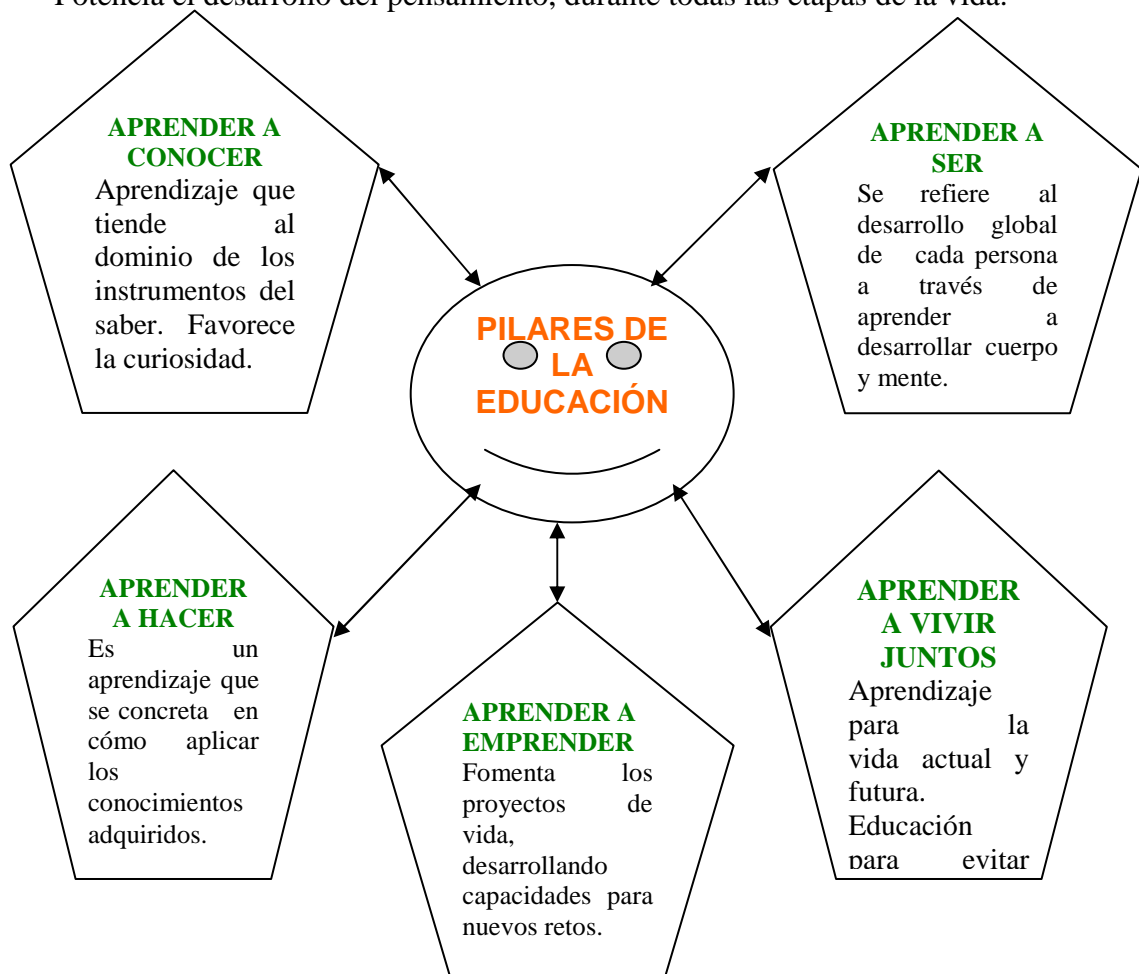 Potencia el desarrollo del pensamiento, durante todas las etapas de la vida.
APRENDER A
CONOCER
Aprendizaje que
tiende al
dominio de los
instrumentos del
saber. Favorece
la curiosidad.
APRENDER A
SER
Se refiere al
desarrollo global
de cada persona
a través de
aprender a
desarrollar cuerpo
y mente.
PILARES DE
LA
EDUCACIÓN
APRENDER
A HACER
Es un
aprendizaje que
se concreta en
cómo aplicar
los
conocimientos
adquiridos.
APRENDER A
EMPRENDER
Fomenta los
proyectos de
vida,
desarrollando
capacidades para
nuevos retos.
APRENDER
A VIVIR
JUNTOS
Aprendizaje
para la
vida actual y
futura.
Educación
para evitar